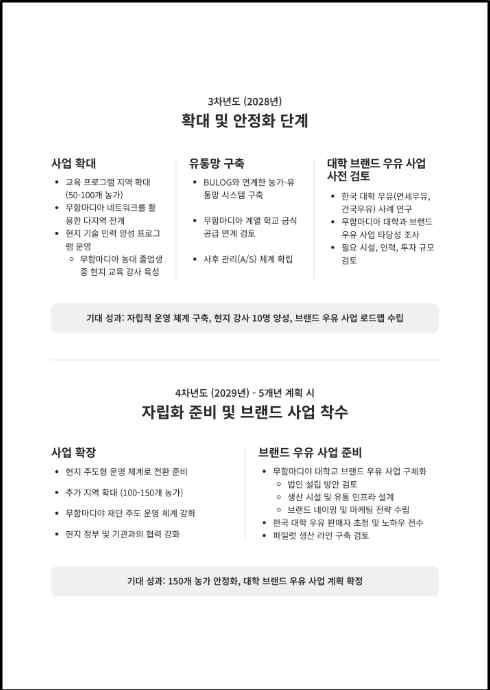 3차년도 (2028년)
확대 및 안정화 단계
사업 확대
• 교육 프로그램 지역 확대
(50-100개 농가)
• 무함마디아 네트워크를 활
용한 다지역 전개
• 현지 기술 인력 양성 프로그
램 운영
○ 무함마디아 농대 졸업생
중 현지 교육 강사 육성
유통망 구축
• BULOG와 연계한 농가-유
통망 시스템 구축
• 무함마디아 계열 학교 급식
공급 연계 검토
• 사후 관리(A/S) 체계 확립
대학 브랜드 우유 사업
사전 검토
• 한국 대학 우유(연세우유,
건국우유) 사례 연구
• 무함마디아 대학과 브랜드
우유 사업 타당성 조사
• 필요 시설, 인력, 투자 규모
검토
기대 성과: 자립적 운영 체계 구축, 현지 강사 10명 양성, 브랜드 우유 사업 로드맵 수립
4차년도 (2029년) - 5개년 계획 시
자립화 준비 및 브랜드 사업 착수
사업 확장
• 현지 주도형 운영 체계로 전환 준비
• 추가 지역 확대 (100-150개 농가)
• 무함마디아 재단 주도 운영 체계 강화
• 현지 정부 및 기관과의 협력 강화
브랜드 우유 사업 준비
• 무함마디아 대학교 브랜드 우유 사업 구체화
○ 법인 설립 방안 검토
○ 생산 시설 및 유통 인프라 설계
○ 브랜드 네이밍 및 마케팅 전략 수립
• 한국 대학 우유 판매자 초청 및 노하우 전수
• 파일럿 생산 라인 구축 검토
기대 성과: 150개 농가 안정화, 대학 브랜드 우유 사업 계획 확정